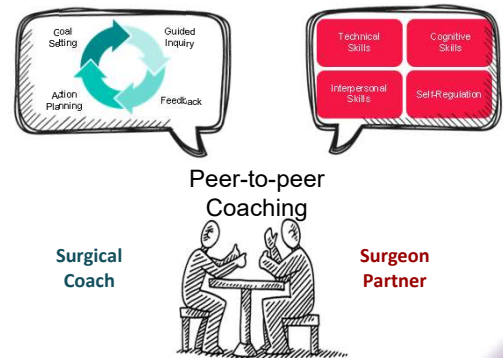 Goal
Setting
Guided
Inquiry
Action
Planning
Feedback
Technical
Skills
Cognitive
Skills
Interpersonal
Skills
Self-Regulation
Peer-to-peer
Coaching
Surgical
Coach
Surgeon
Partner